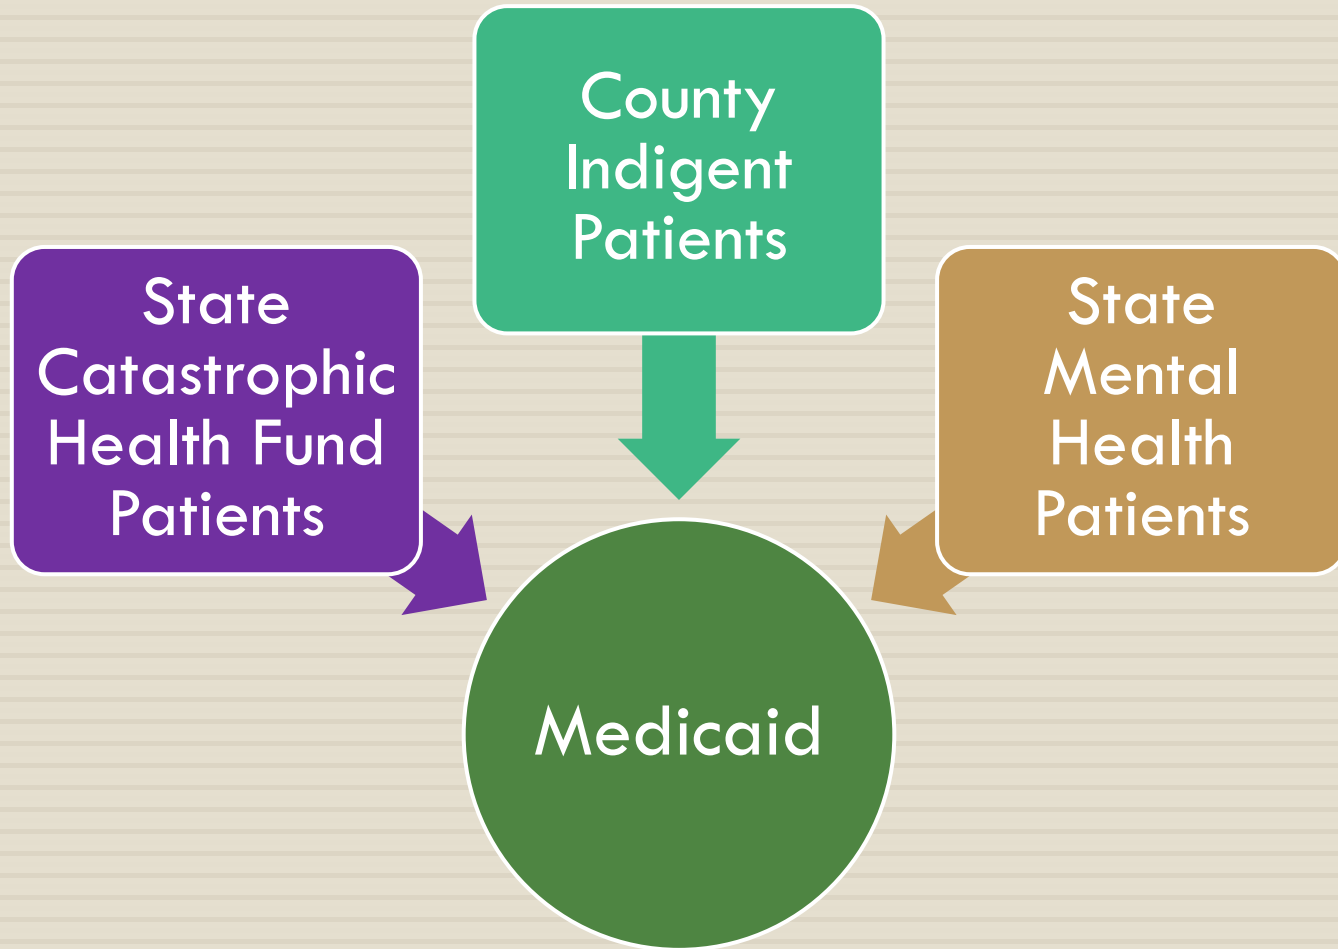 County
Indigent
Patients
State
Catastrophic
Health Fund
Patients
State
Mental
Health
Patients
Medicaid